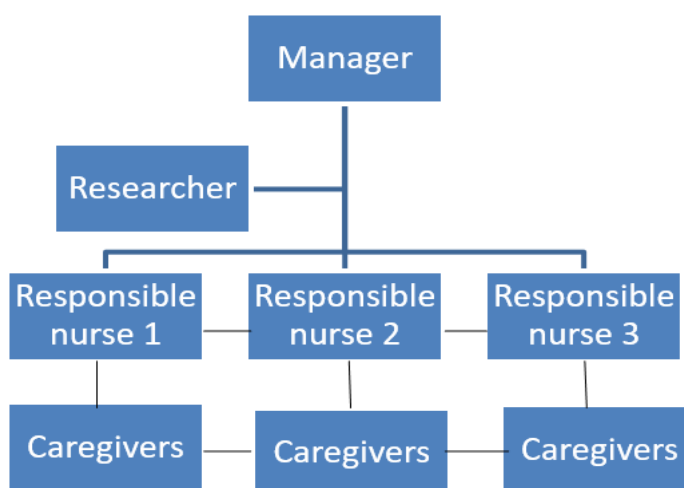 Manager
Researcher
Responsible
nurse 1
Responsible
nurse 2
Responsible
nurse 3
Caregivers
Caregivers
Caregivers